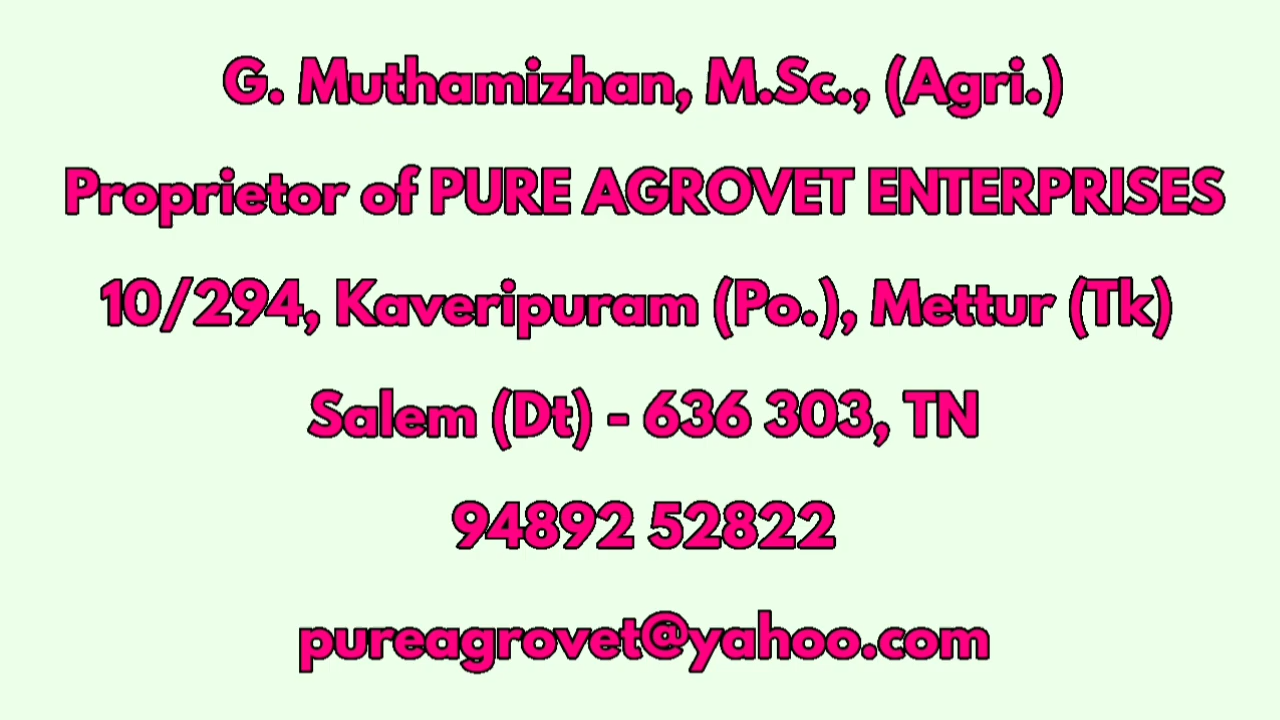 G. Muthamizhan, M.Sc., (Agri.)
Proprietor of PURE AGROVET ENTERPRISES
10/294, Kaveripuram (Po.), Mettur (Tk)
Salem (Dt) - 636 303, TN
94892 52822
pureagrovet@yahoo.com